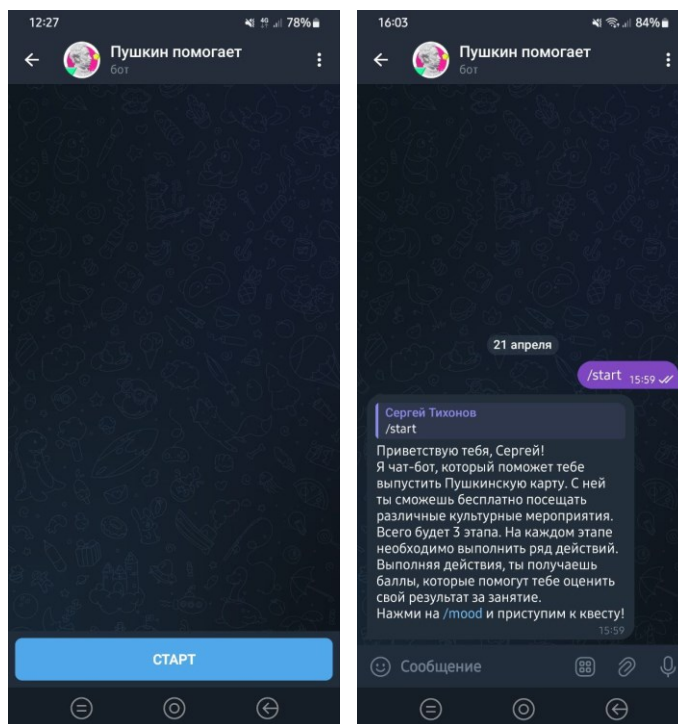 12:27
78%
Пушкин помогает
бот
СТАРТ
16:03
84%
Пушкин помогает
бот
21 апреля
/start 15:59
Сергей Тихонов
/start
Приветствую тебя, Сергей!
Я чат-бот, который поможет тебе
выпустить Пушкинскую карту. С ней
ты сможешь бесплатно посещать
различные культурные мероприятия.
Всего будет 3 этапа. На каждом этапе
необходимо выполнить ряд действий.
Выполняя действия, ты получаешь
баллы, которые помогут тебе оценить
свой результат за занятие.
Нажми на /mood и приступим к квесту!
15:59
Сообщение